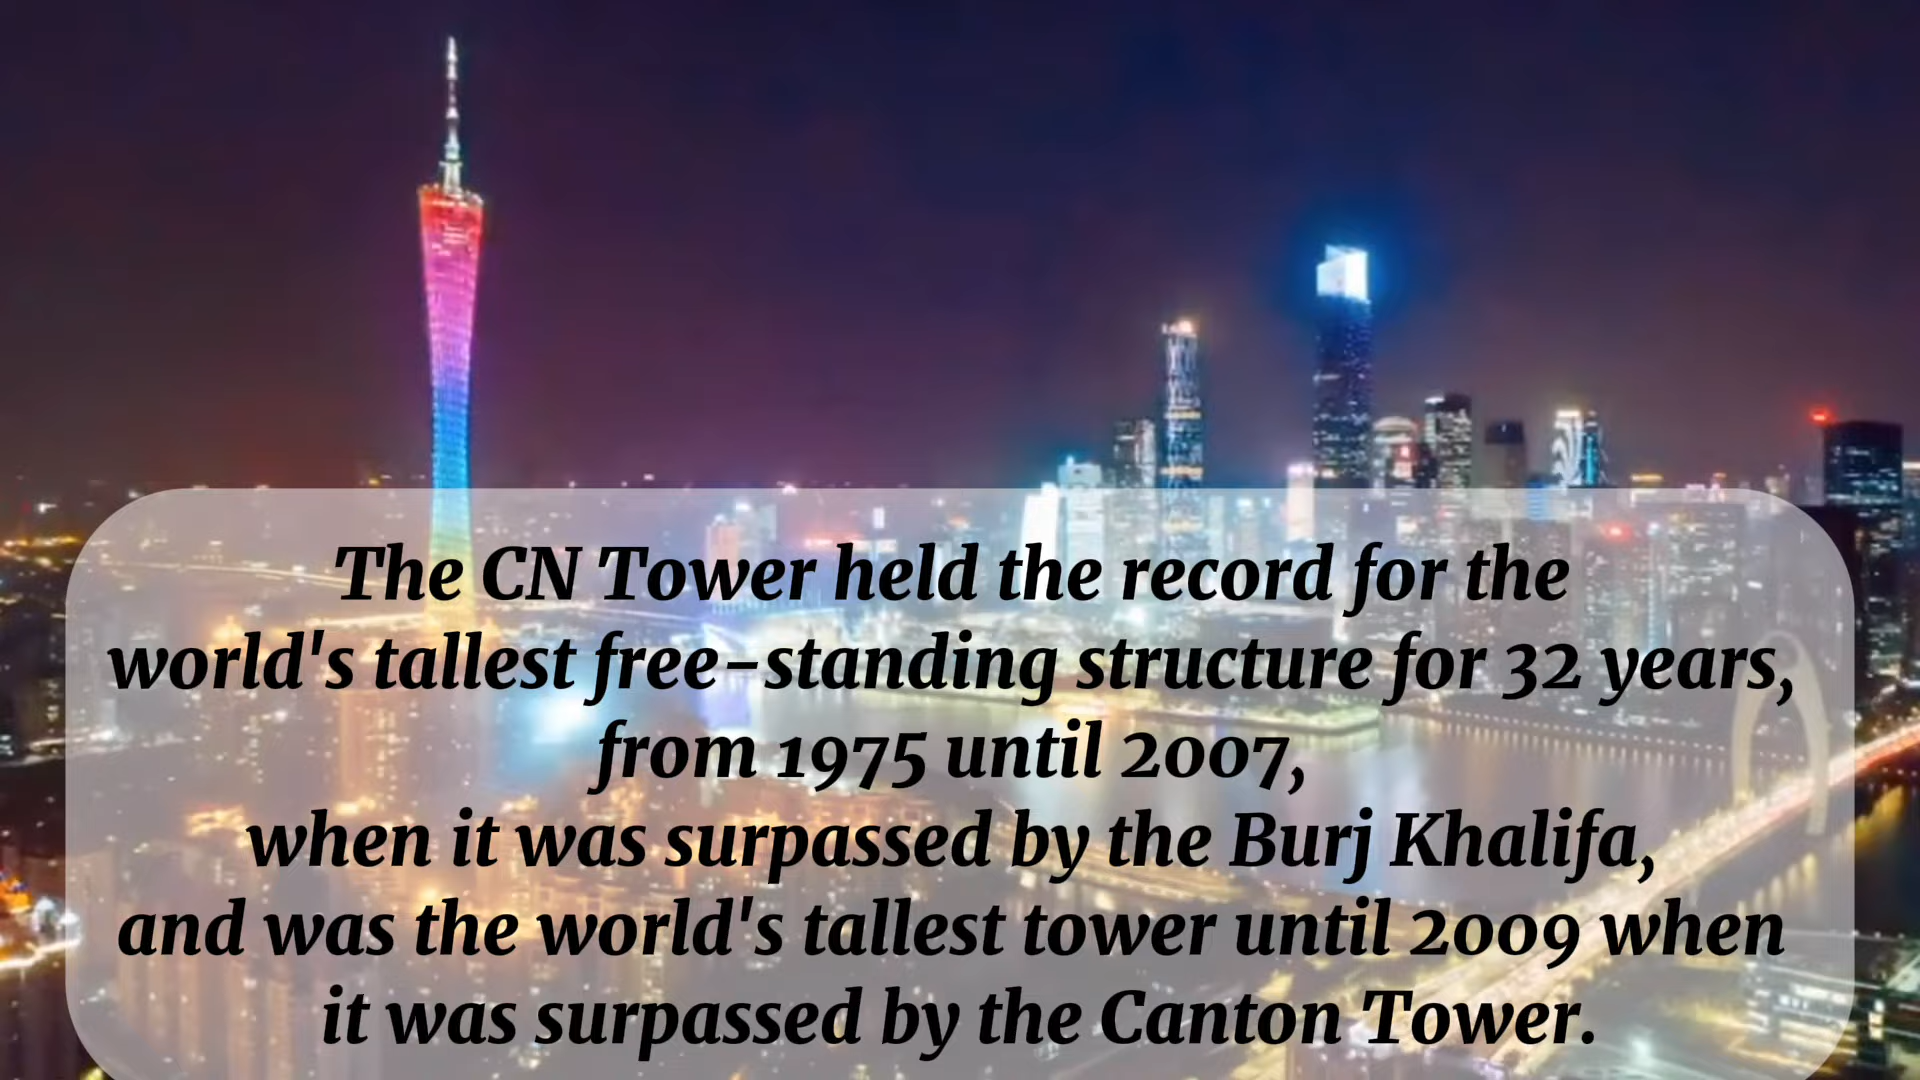 The CN Tower held the record for the
world's tallest free-standing structure for 32 years,
from 1975 until 2007,
when it was surpassed by the Burj Khalifa,
and was the world's tallest tower until 2009 when
it was surpassed by the Canton Tower.